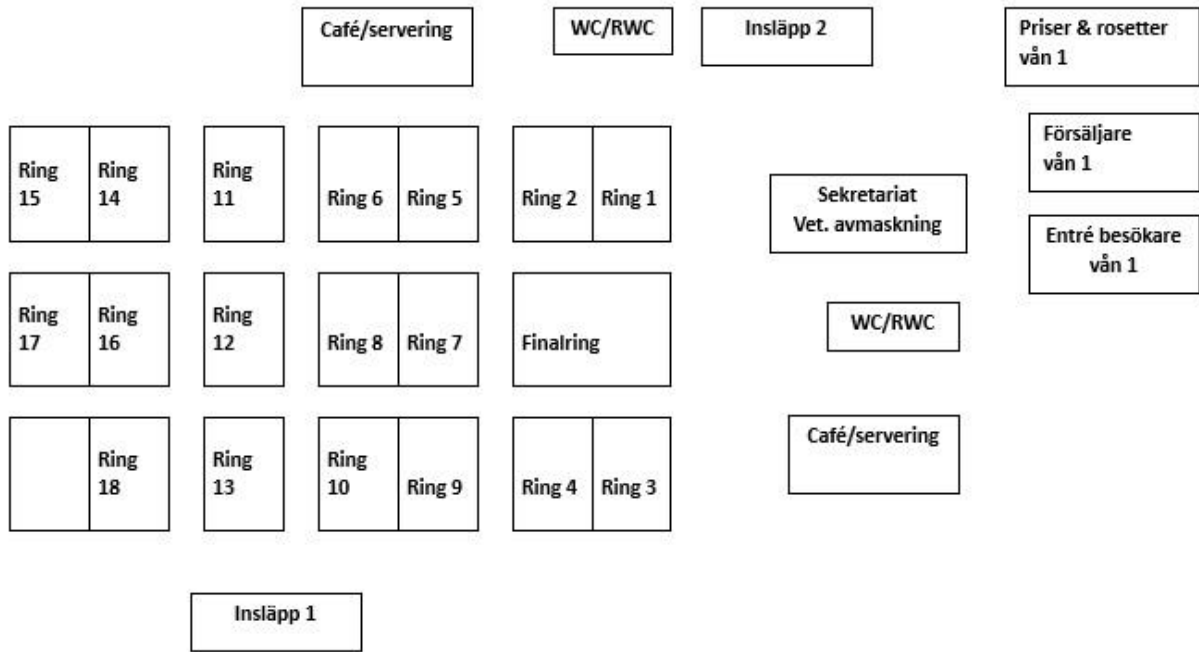 Café/servering
WC/RWC
Insläpp 2
Priser & rosetter
vån 1
Försäljare
vån 1
Ring
15
Ring
14
Ring
11
Ring 6
Ring 5
Ring 2
Ring 1
Sekretariat
Vet. avmaskning
Entré besökare
vån 1
Ring
17
Ring
16
Ring
12
Ring 8
Ring 7
Finalring
WC/RWC
Ring
18
Ring
13
Ring
10
Ring 9
Ring 4
Ring 3
Café/servering
Insläpp 1